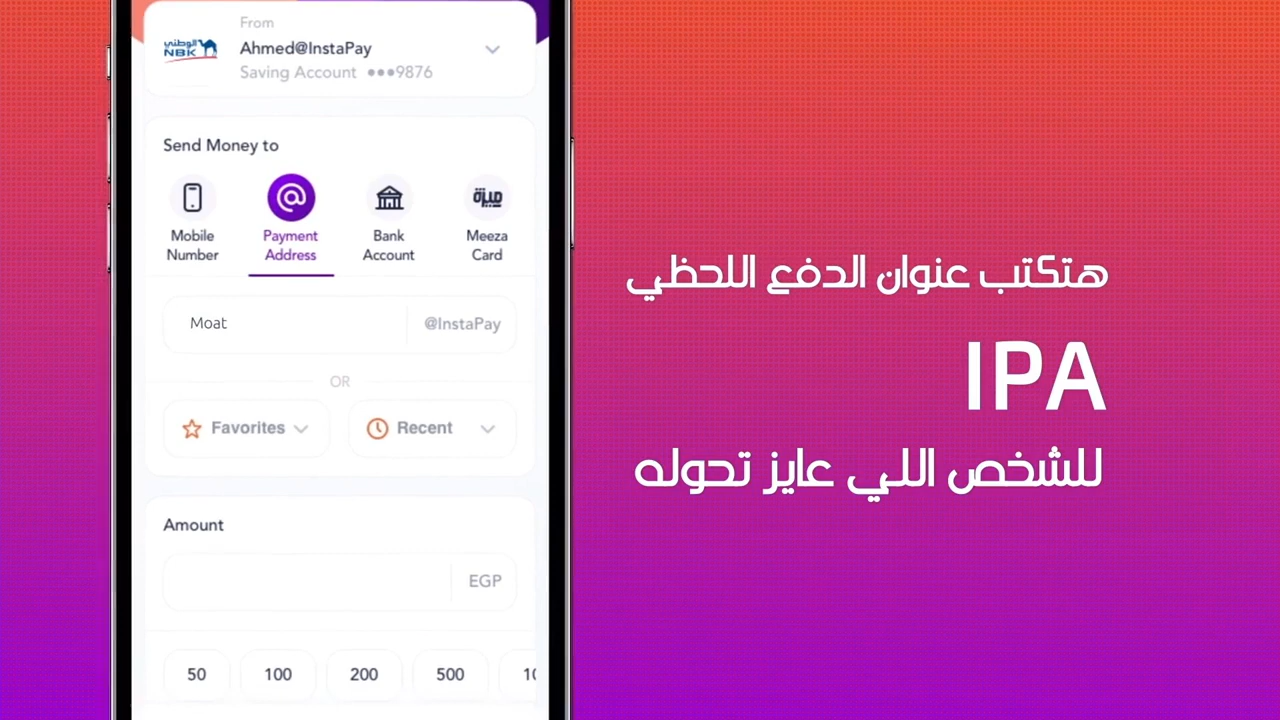 From
الوطني
NBK
Ahmed@InstaPay
Saving Account •••9876
Send Money to
ميزة
Mobile Number
Payment Address
Bank Account
Meeza Card
Moat
@InstaPay
OR
Favorites
Recent
Amount
EGP
50
100
200
500
10
هتكتب عنوان الدفع اللحظي
IPA
للشخص اللي عايز تحوله